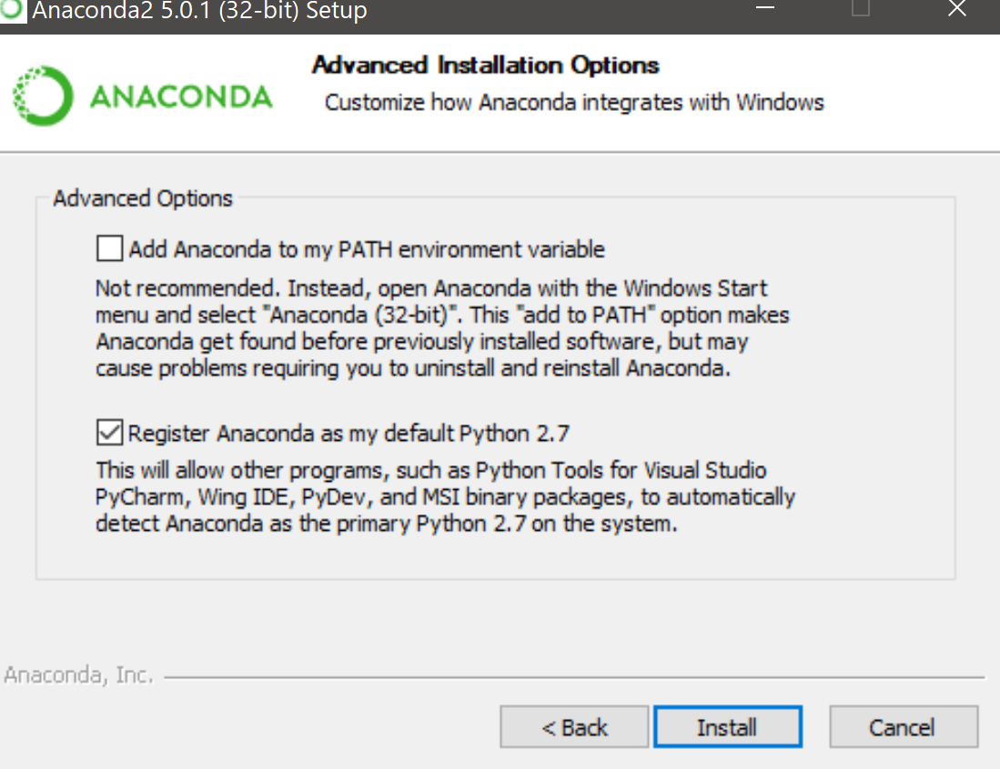 Anaconda2 5.0.1 (32-bit) Setup
ANACONDA
Advanced Installation Options
Customize how Anaconda integrates with Windows
Advanced Options
Add Anaconda to my PATH environment variable
Not recommended. Instead, open Anaconda with the Windows Start
menu and select "Anaconda (32-bit)". This "add to PATH" option makes
Anaconda get found before previously installed software, but may
cause problems requiring you to uninstall and reinstall Anaconda.
Register Anaconda as my default Python 2.7
This will allow other programs, such as Python Tools for Visual Studio
PyCharm, Wing IDE, PyDev, and MSI binary packages, to automatically
detect Anaconda as the primary Python 2.7 on the system.
Anaconda, Inc.
< Back
Install
Cancel